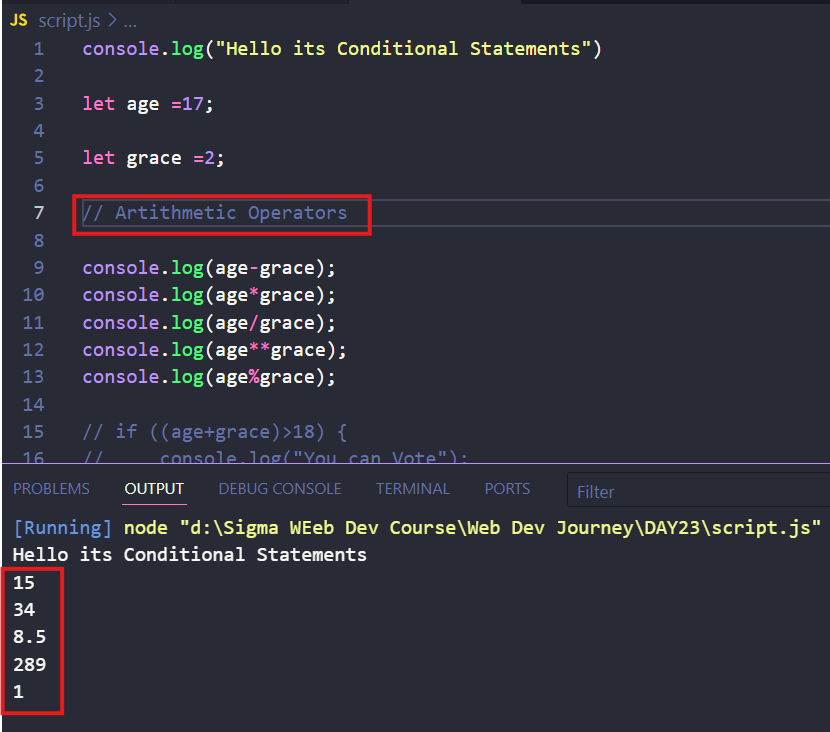 JS script.js > ...
1 console.log("Hello its Conditional Statements")
2
3 let age =17;
4
5 let grace =2;
6
7 // Artithmetic Operators
8
9 console.log(age-grace);
10 console.log(age*grace);
11 console.log(age/grace);
12 console.log(age**grace);
13 console.log(age%grace);
14
15 // if ((age+grace)>18) {
16 //     console.log("You can Vote");
PROBLEMS OUTPUT DEBUG CONSOLE TERMINAL PORTS Filter
[Running] node "d:\Sigma WEeb Dev Course\Web Dev Journey\DAY23\script.js"
Hello its Conditional Statements
15
34
8.5
289
1